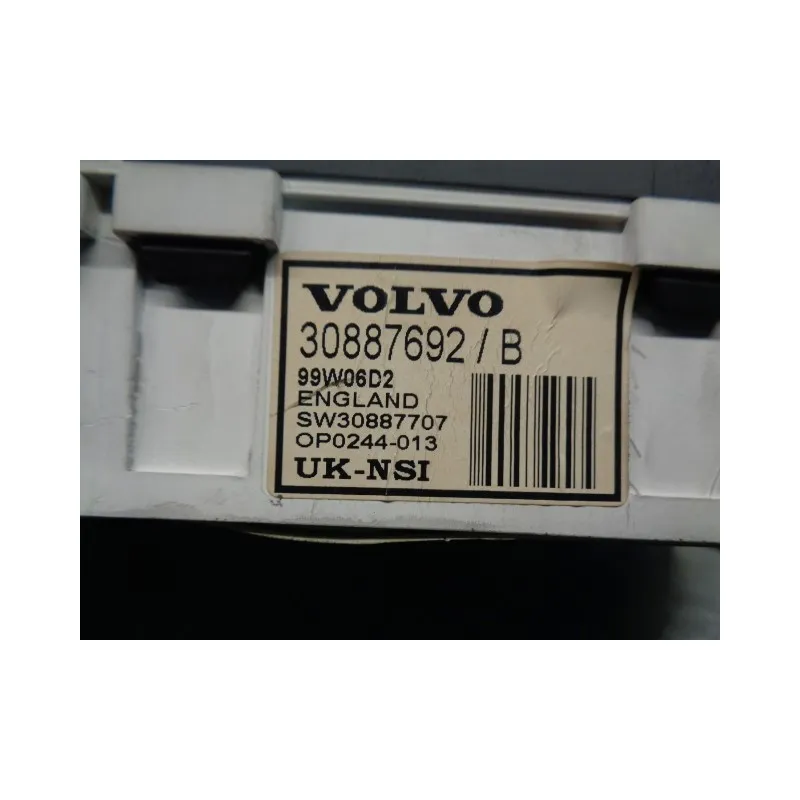 VOLVO
30887692 / B
99W06D2
ENGLAND
SW30887707
OP0244-013
UK-NSI